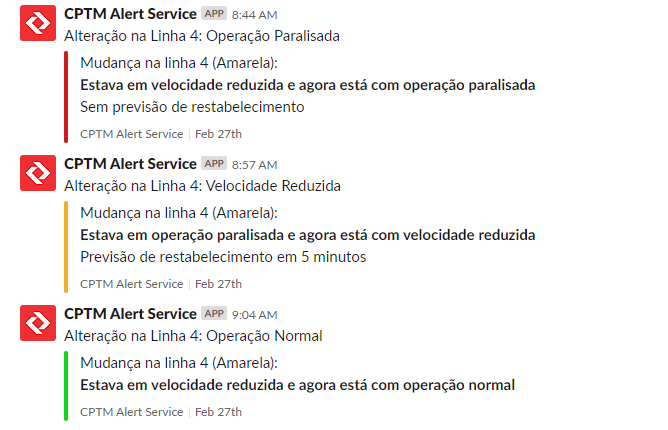 CPTM Alert Service APP 8:44 AM
Alteração na Linha 4: Operação Paralisada
Mudança na linha 4 (Amarela):
Estava em velocidade reduzida e agora está com operação paralisada
Sem previsão de restabelecimento
CPTM Alert Service | Feb 27th
CPTM Alert Service APP 8:57 AM
Alteração na Linha 4: Velocidade Reduzida
Mudança na linha 4 (Amarela):
Estava em operação paralisada e agora está com velocidade reduzida
Previsão de restabelecimento em 5 minutos
CPTM Alert Service | Feb 27th
CPTM Alert Service APP 9:04 AM
Alteração na Linha 4: Operação Normal
Mudança na linha 4 (Amarela):
Estava em velocidade reduzida e agora está com operação normal
CPTM Alert Service | Feb 27th